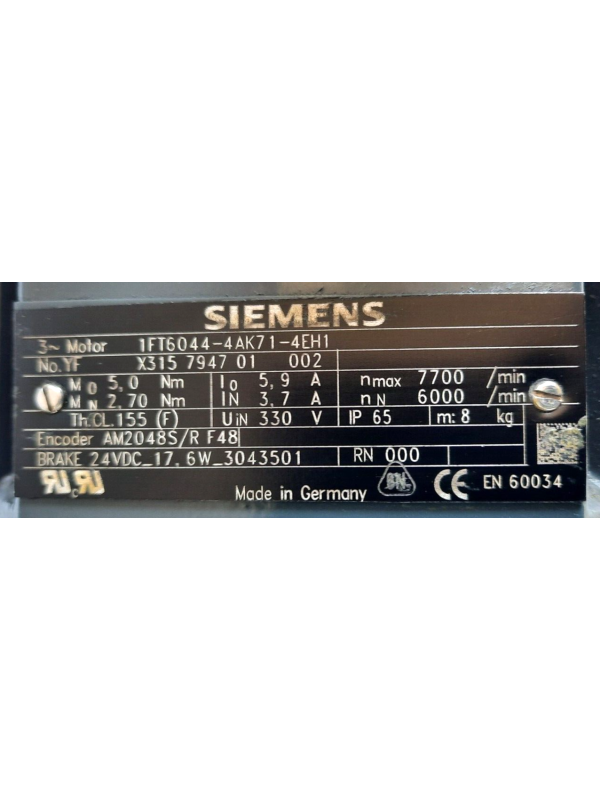 SIEMENS
3~ Motor 1FT6044-4AK71-4EH1
No.YF X315 7947 01 002
M0 5,0 Nm I0 5,9 A nmax 7700 /min
MN 2,70 Nm IN 3,7 A nN 6000 /min
Th.CL.155 (F) UiN 330 V IP 65 m: 8 kg
Encoder AM2048S/R F48
BRAKE 24VDC_17,6W_3043501 RN 000
Made in Germany CE EN 60034